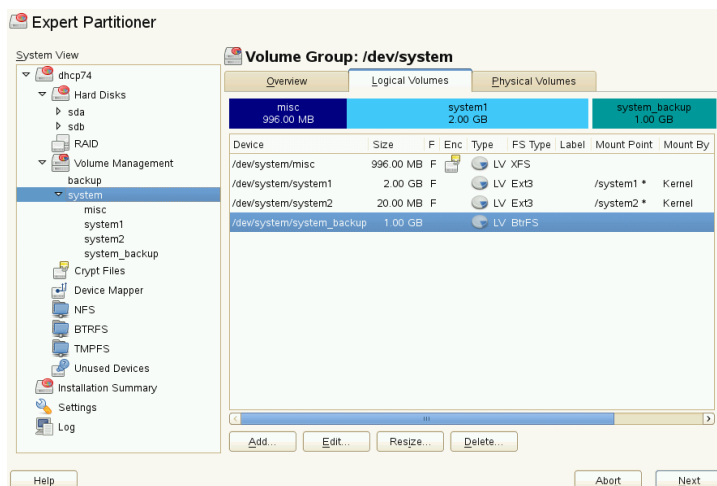 Expert Partitioner
System View
dhcp74
Hard Disks
sda
sdb
RAID
Volume Management
backup
system
misc
system1
system2
system_backup
Crypt Files
Device Mapper
NFS
BTRFS
TMPFS
Unused Devices
Installation Summary
Settings
Log
Volume Group: /dev/system
Overview Logical Volumes Physical Volumes
misc system1 system_backup
996.00 MB 2.00 GB 1.00 GB
Device Size F Enc Type FS Type Label Mount Point Mount By
/dev/system/misc 996.00 MB F LV XFS
/dev/system/system1 2.00 GB F LV Ext3 /system1 * Kernel
/dev/system/system2 20.00 MB F LV Ext3 /system2 * Kernel
/dev/system/system_backup 1.00 GB LV BtrFS
Add... Edit... Resize... Delete...
Help Abort Next